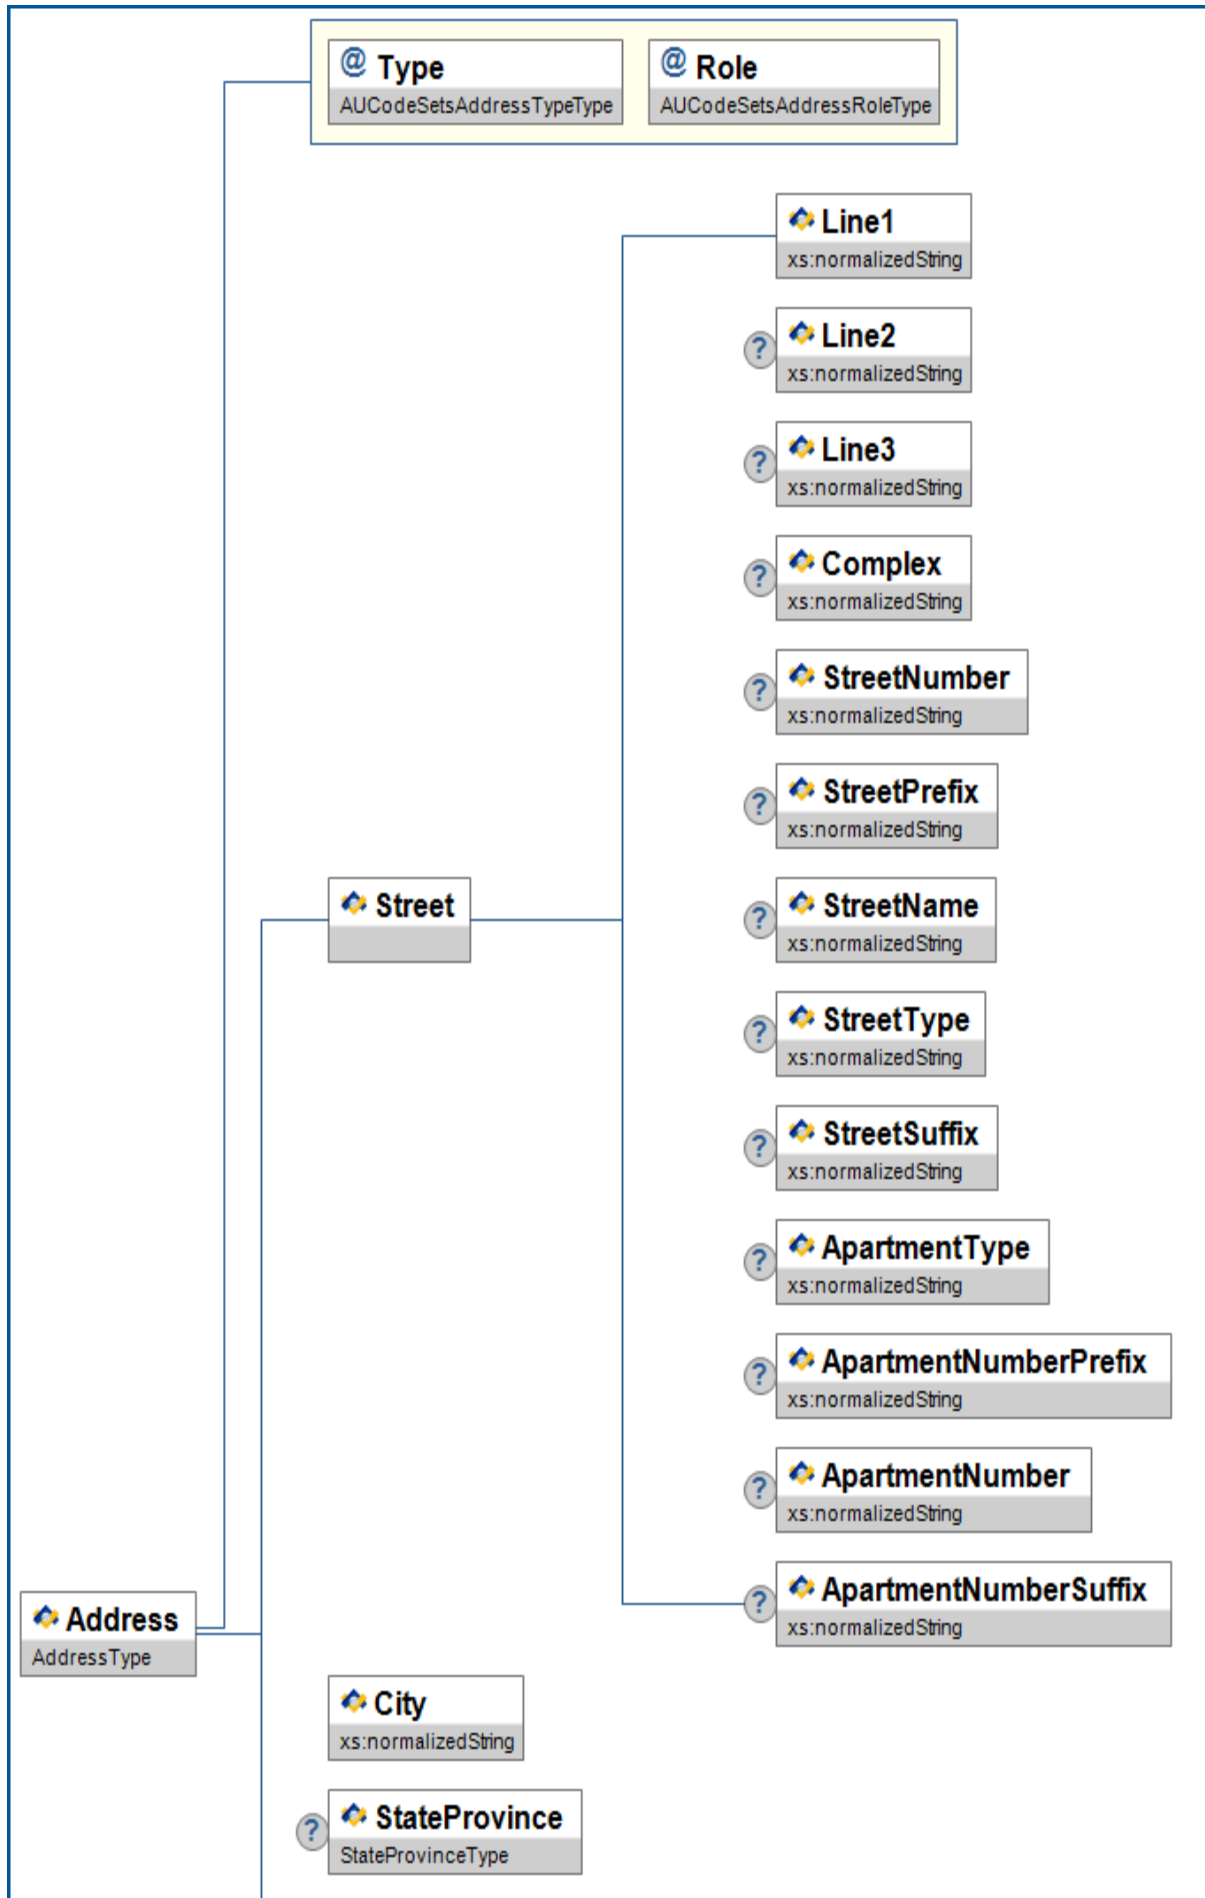 @ Type
AUCodeSetsAddressTypeType
@ Role
AUCodeSetsAddressRoleType
Line1
xs:normalizedString
? Line2
xs:normalizedString
? Line3
xs:normalizedString
? Complex
xs:normalizedString
? StreetNumber
xs:normalizedString
? StreetPrefix
xs:normalizedString
Street
? StreetName
xs:normalizedString
? StreetType
xs:normalizedString
? StreetSuffix
xs:normalizedString
? ApartmentType
xs:normalizedString
? ApartmentNumberPrefix
xs:normalizedString
? ApartmentNumber
xs:normalizedString
? ApartmentNumberSuffix
xs:normalizedString
Address
AddressType
City
xs:normalizedString
? StateProvince
StateProvinceType